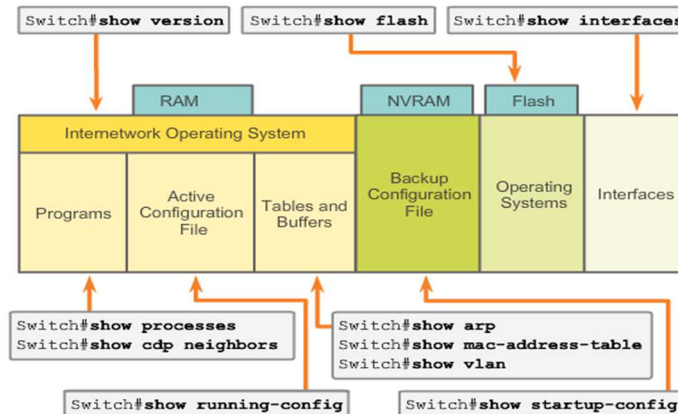 Switch#show version
Switch#show flash
Switch#show interfaces
RAM
NVRAM
Flash
Internetwork Operating System
Programs
Active
Configuration
File
Tables and
Buffers
Backup
Configuration
File
Operating
Systems
Interfaces
Switch#show processes
Switch#show cdp neighbors
Switch#show arp
Switch#show mac-address-table
Switch#show vlan
Switch#show running-config
Switch#show startup-config